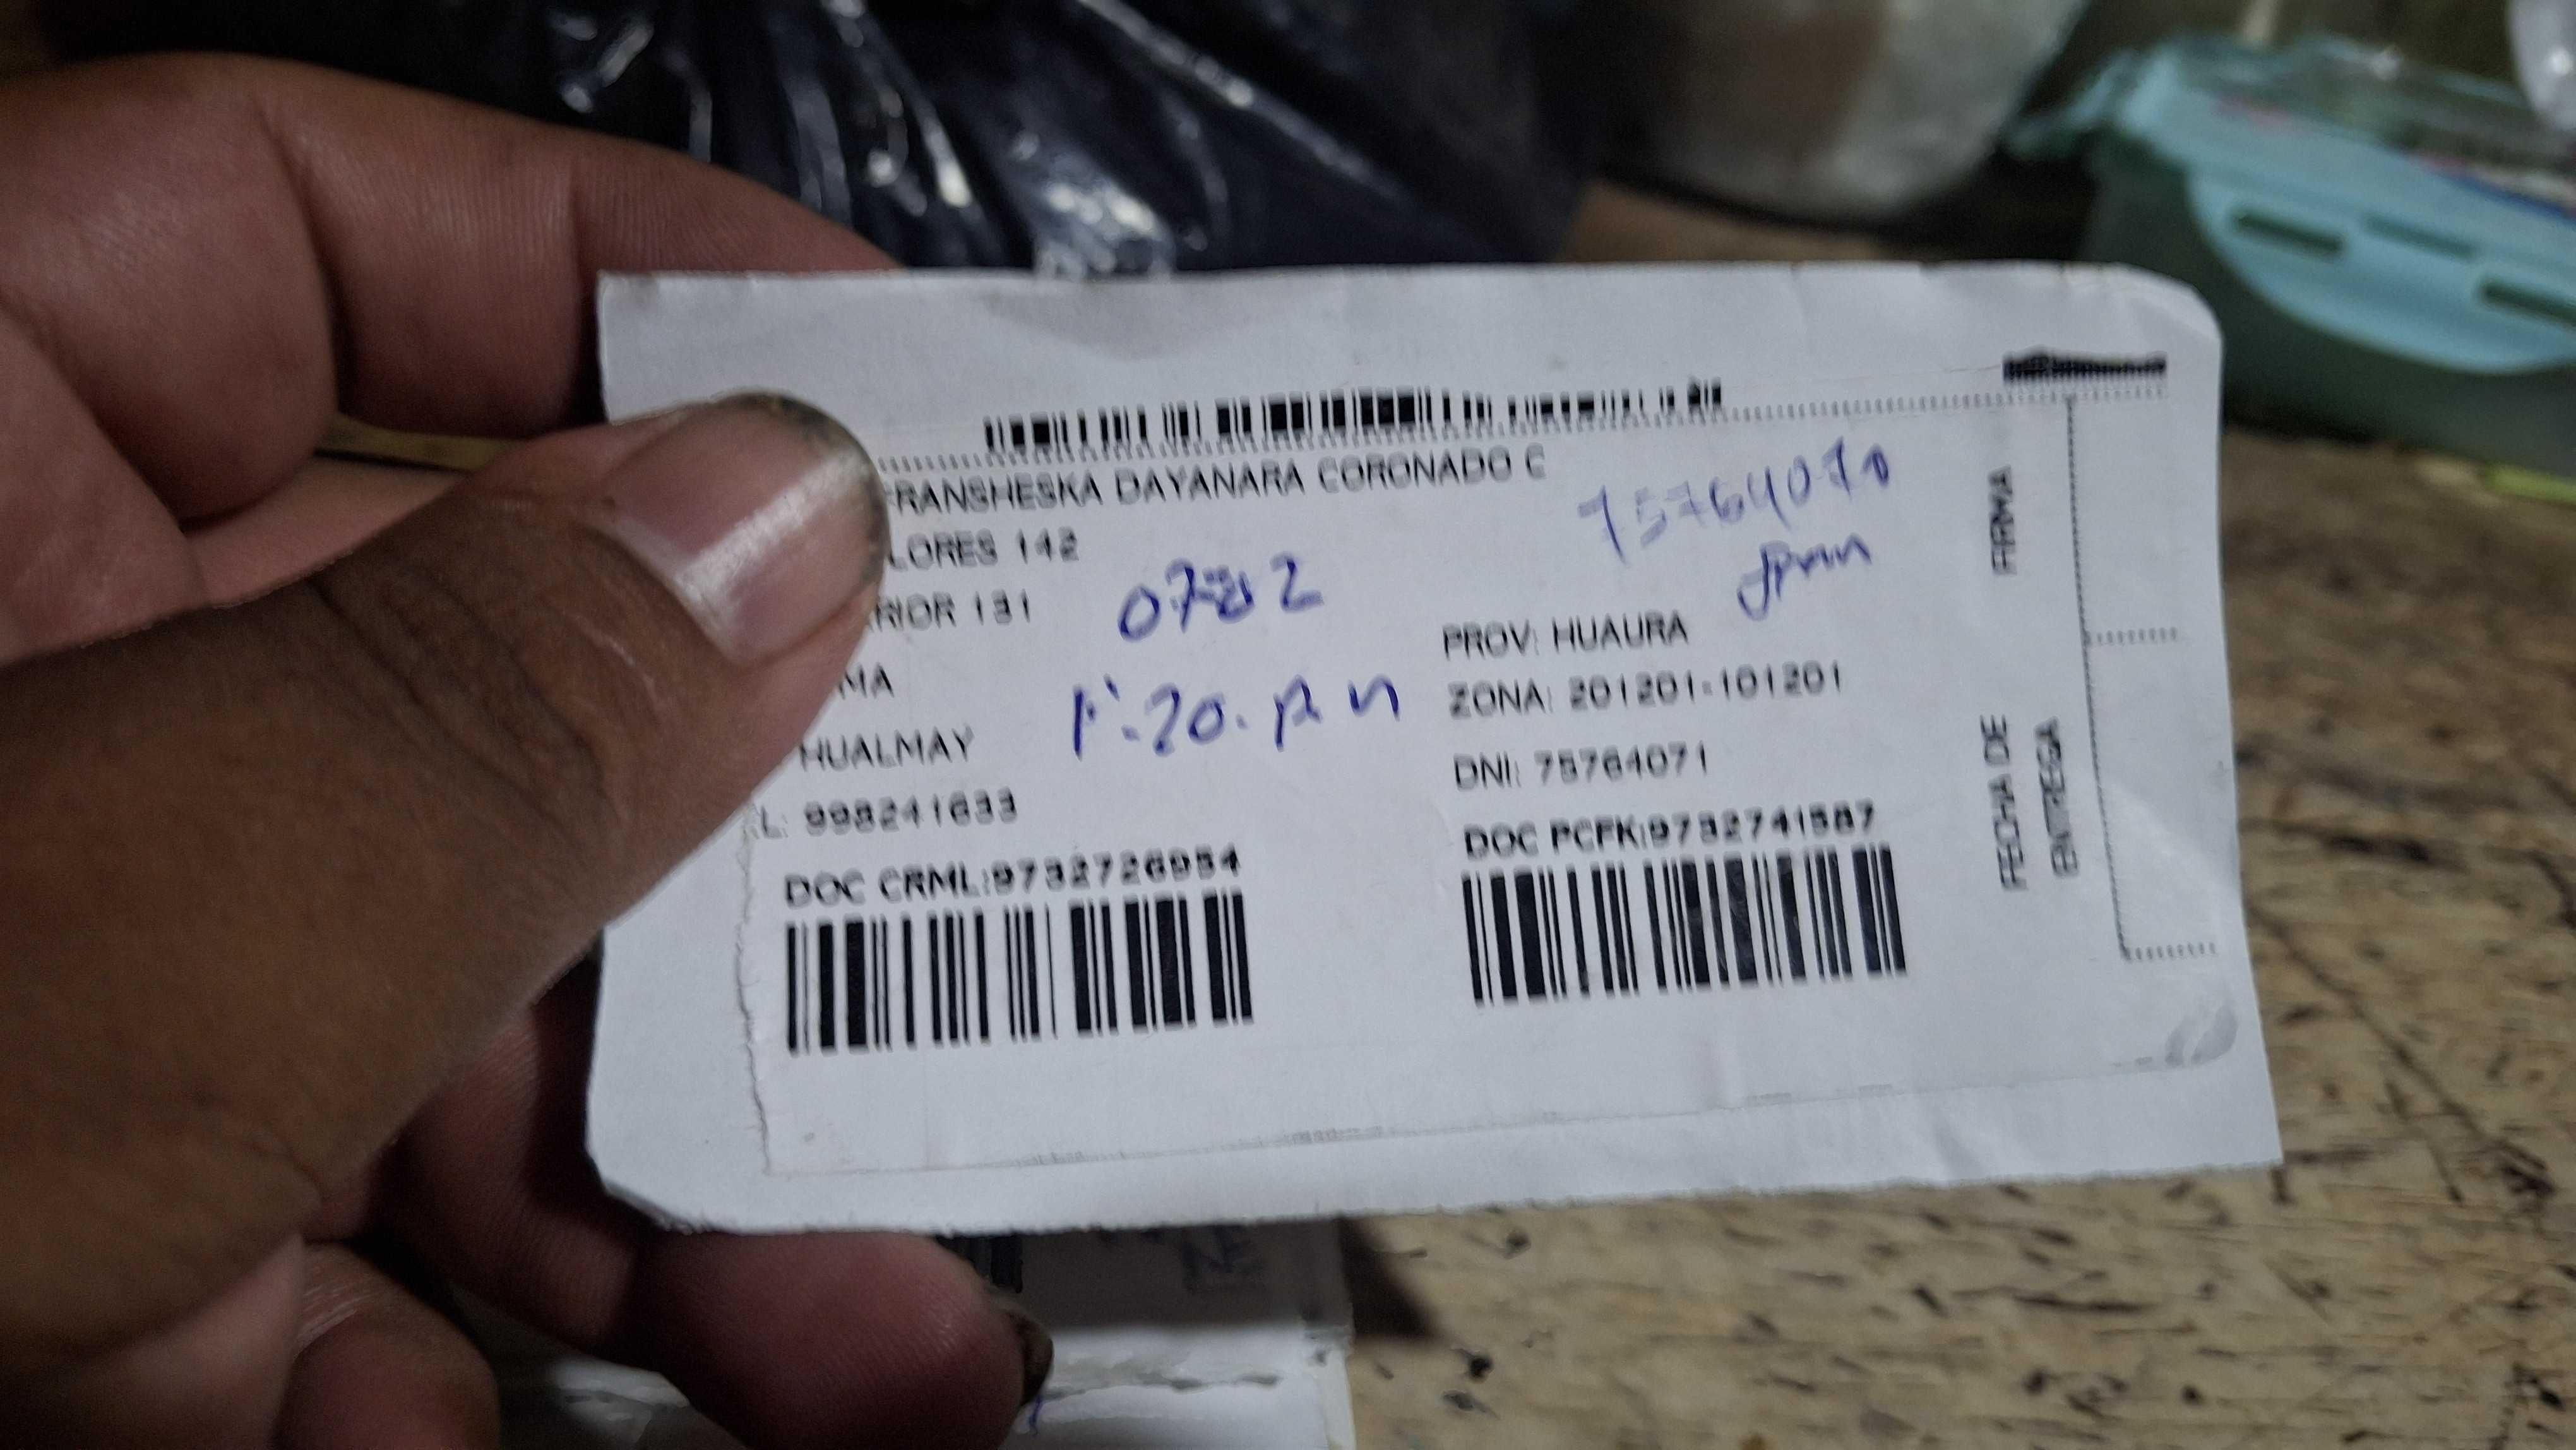 FRANSHESKA DAYANARA CORONADO C
LORES 142
RIOR 131
MA
HUALMAY
L: 998241633
DOC CRML:9732726954
0782
1:20. pm
75764070
PROV: HUAURA
ZONA: 201201-101201
DNI: 75764071
DOC PCFK:9732741587
FIRMA
FECHA DE
ENTREGA